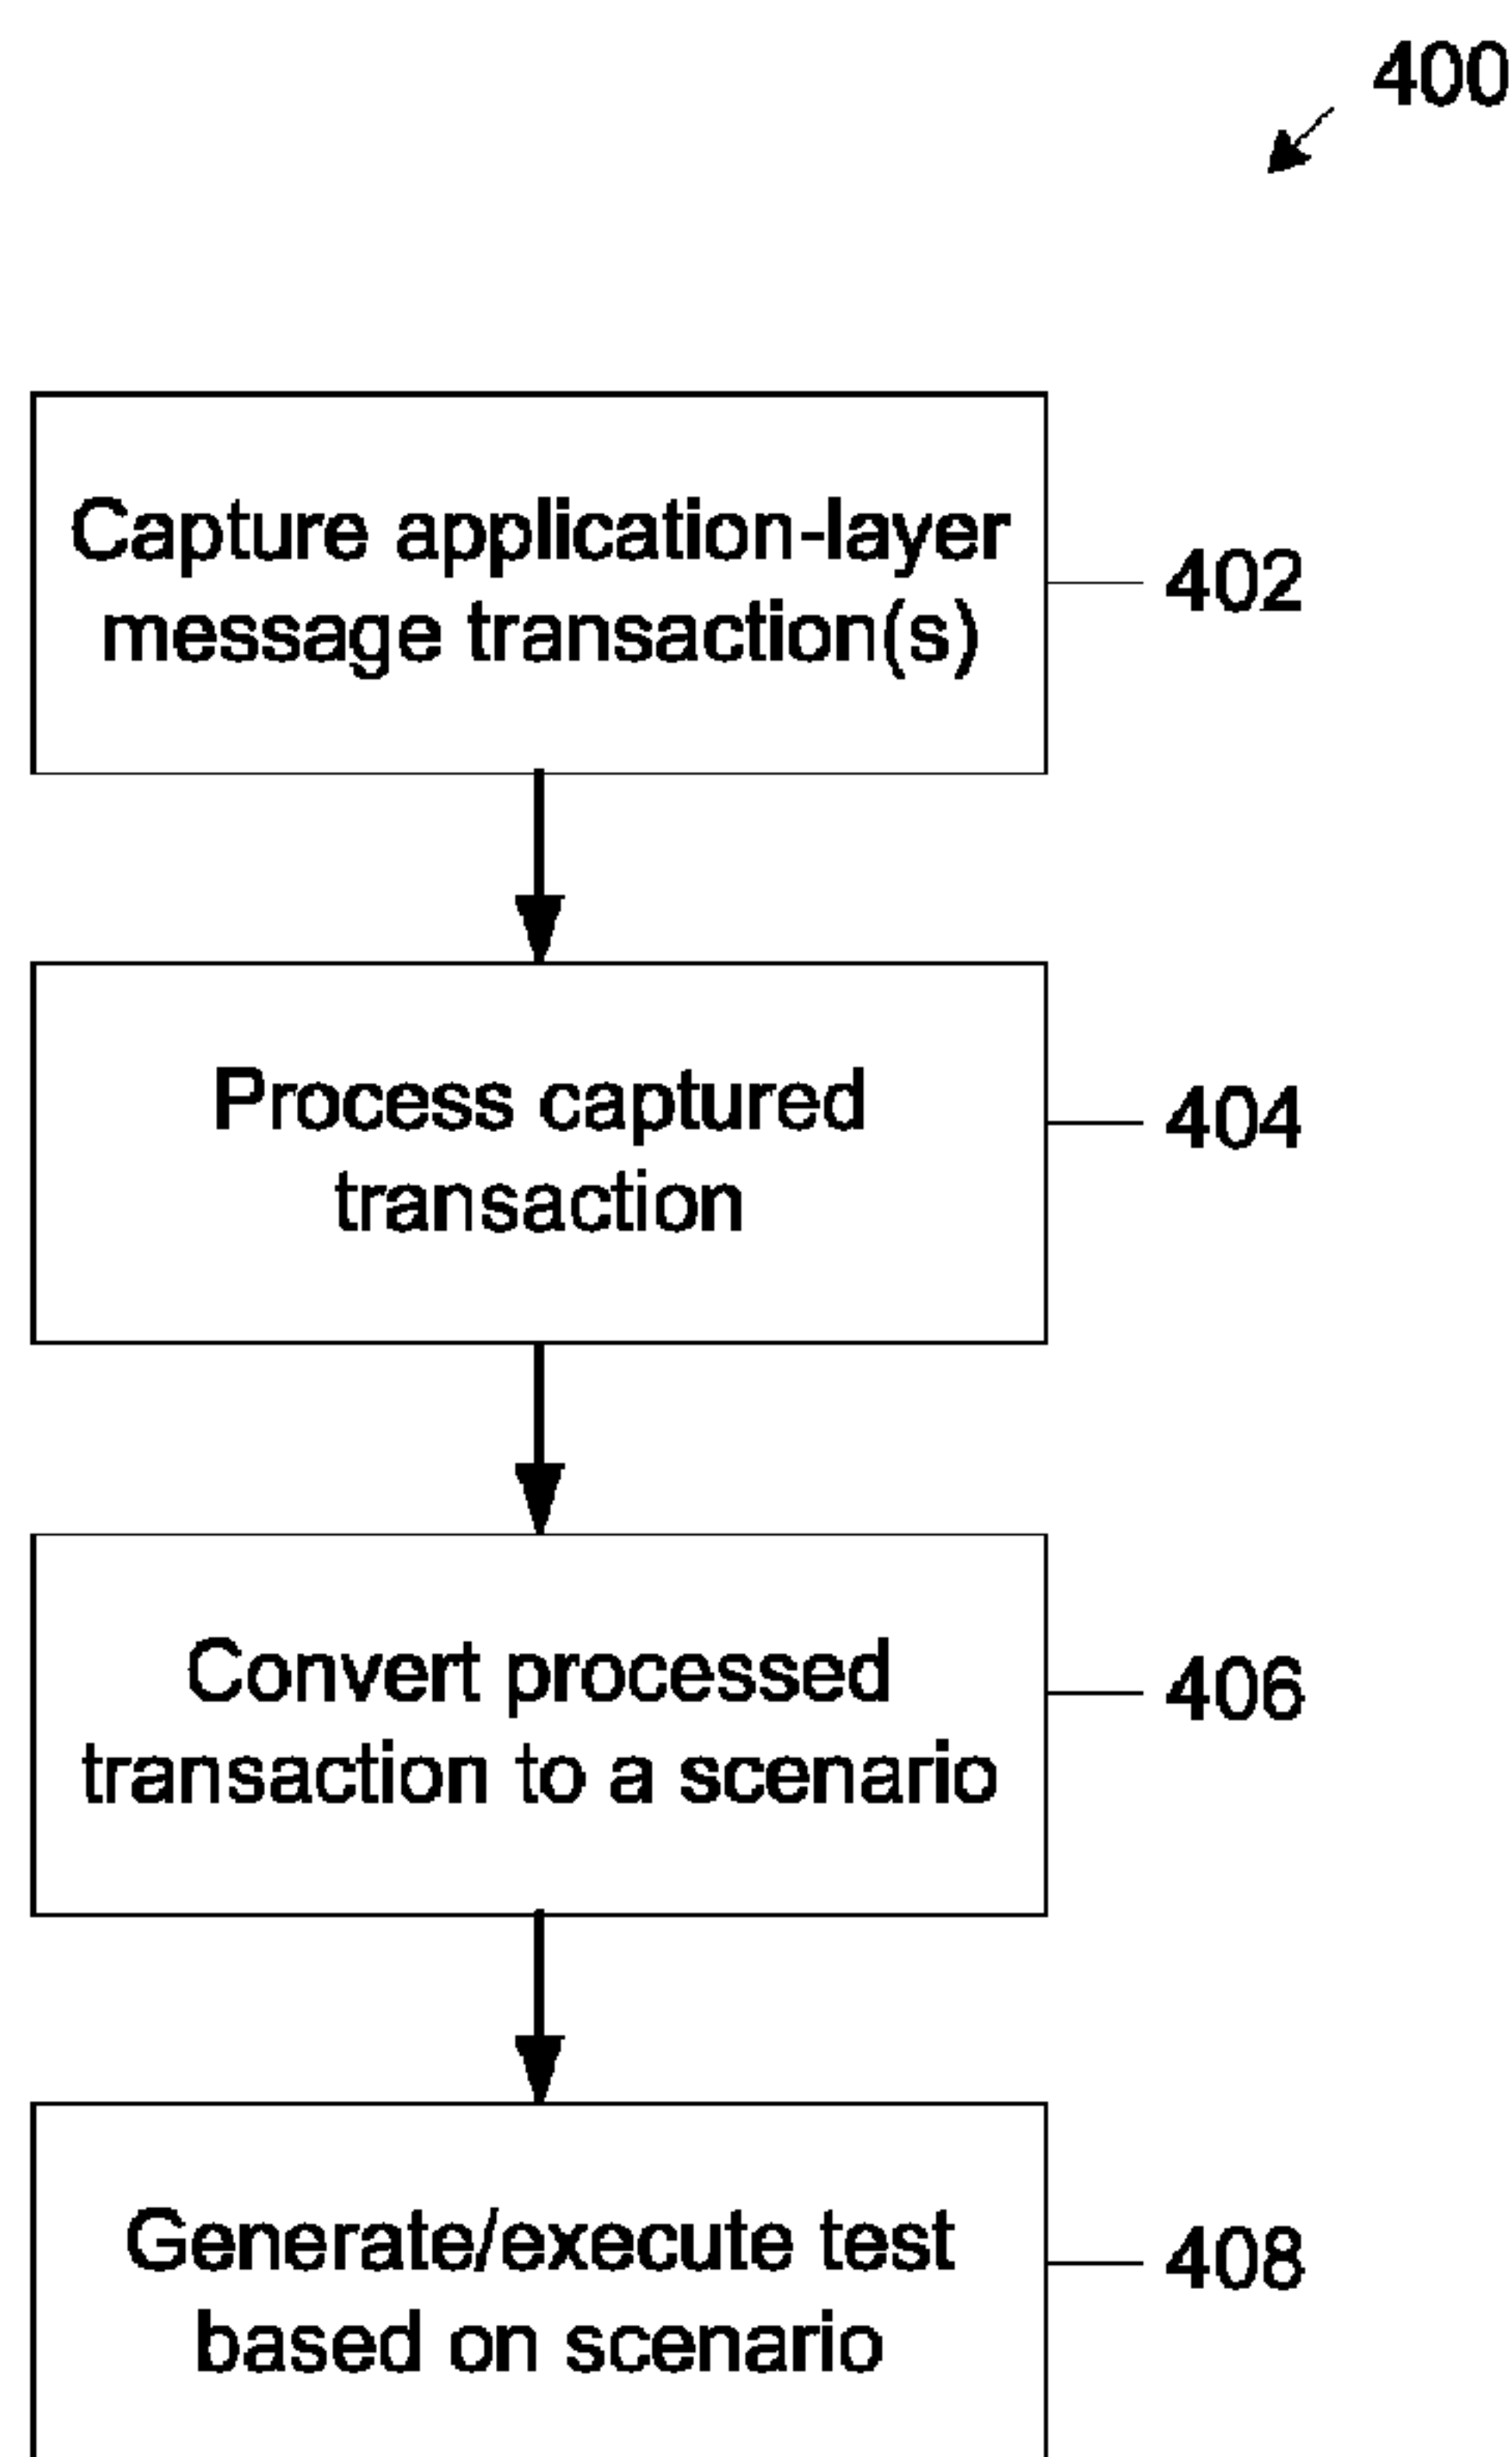 400
Capture application-layer
message transaction(s)
402
Process captured
transaction
404
Convert processed
transaction to a scenario
406
Generate/execute test
based on scenario
408